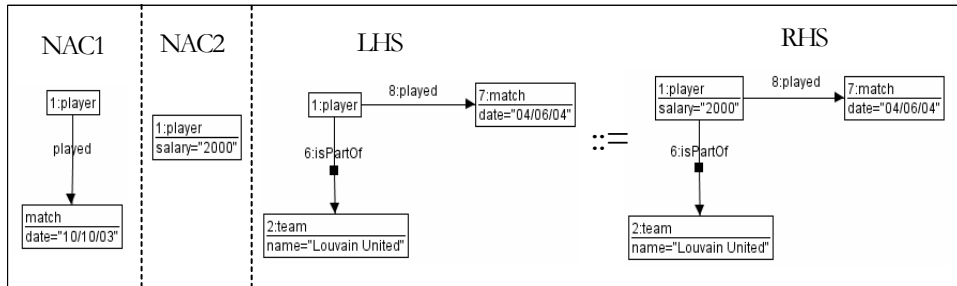 NAC1
1:player
played
match
date="10/10/03"
NAC2
1:player
salary="2000"
LHS
1:player
8:played
7:match
date="04/06/04"
6:isPartOf
2:team
name="Louvain United"
::=
RHS
1:player
salary="2000"
8:played
7:match
date="04/06/04"
6:isPartOf
2:team
name="Louvain United"